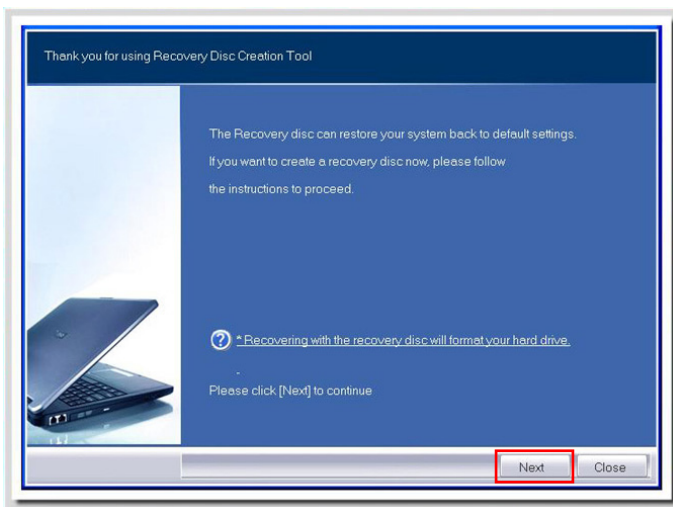 Thank you for using Recovery Disc Creation Tool
The Recovery disc can restore your system back to default settings.
If you want to create a recovery disc now, please follow
the instructions to proceed.
* Recovering with the recovery disc will format your hard drive.
Please click [Next] to continue
Next Close